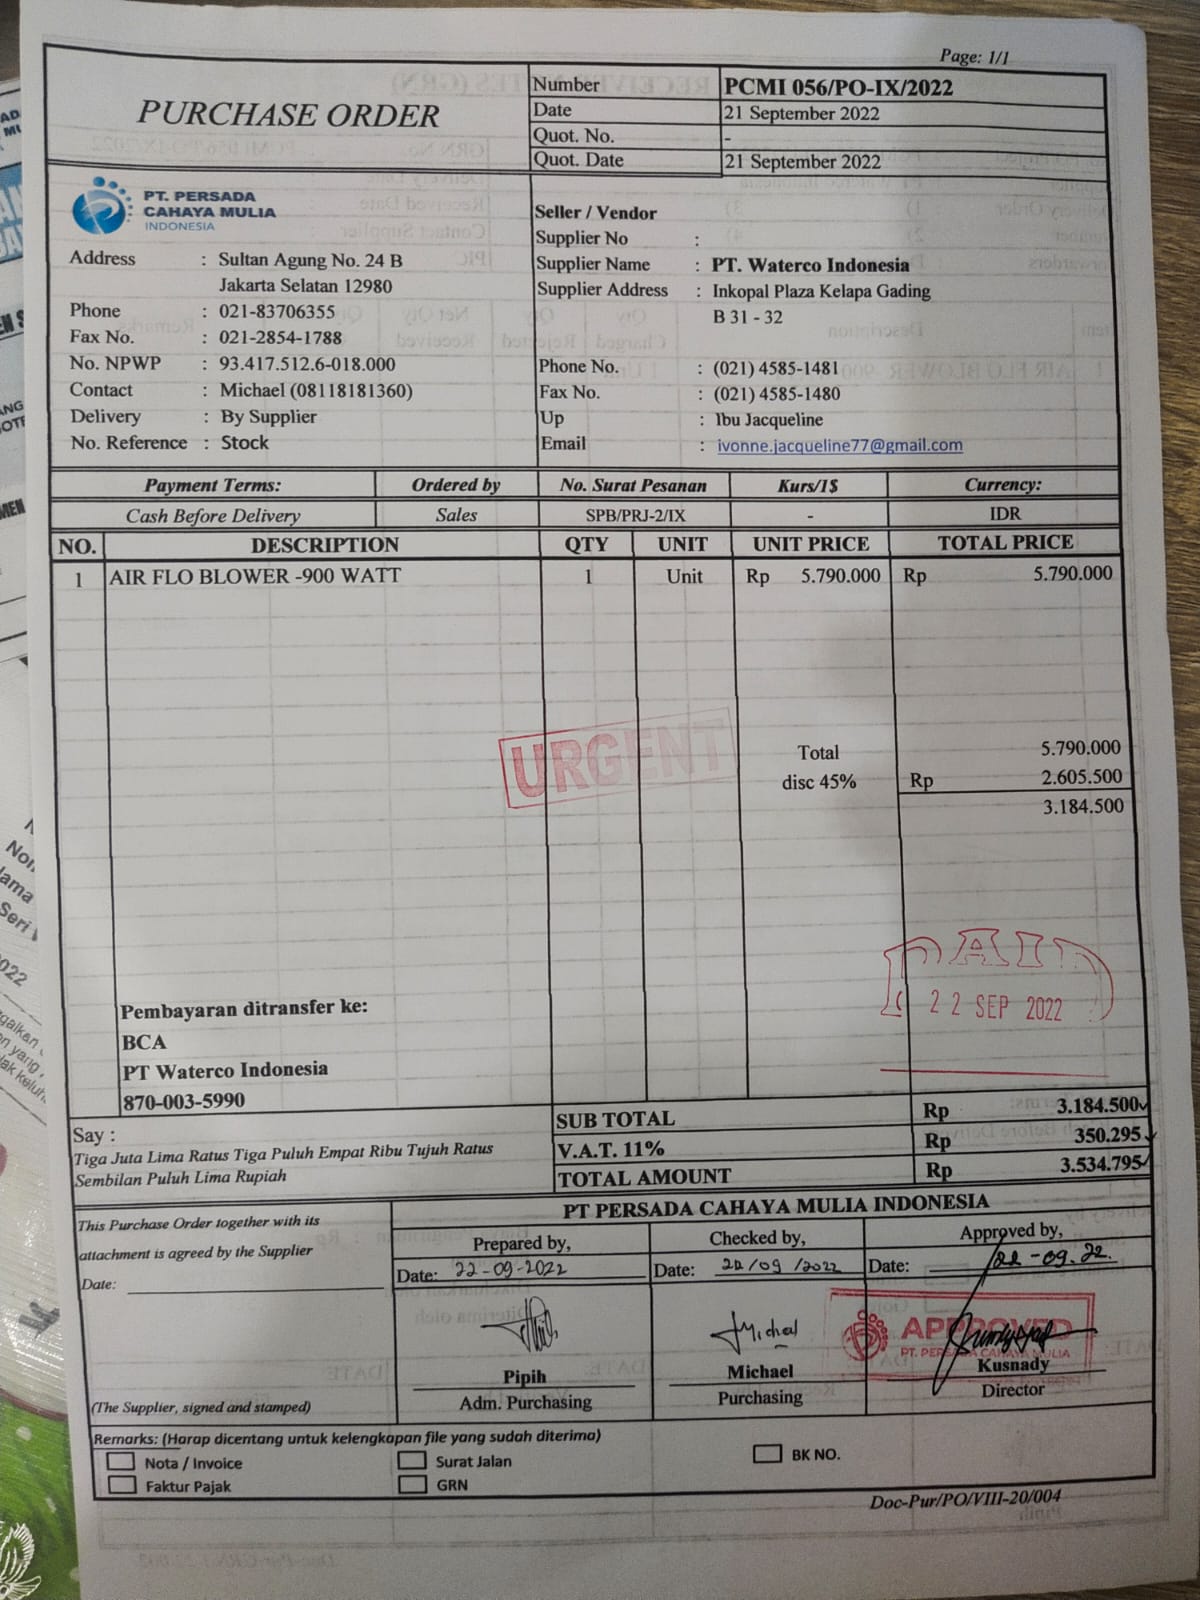 Page: 1/1
PURCHASE ORDER
Number PCMI 056/PO-IX/2022
Date 21 September 2022
Quot. No. -
Quot. Date 21 September 2022
PT. PERSADA
CAHAYA MULIA
INDONESIA
Address : Sultan Agung No. 24 B
Jakarta Selatan 12980
Phone : 021-83706355
Fax No. : 021-2854-1788
No. NPWP : 93.417.512.6-018.000
Contact : Michael (08118181360)
Delivery : By Supplier
No. Reference : Stock
Seller / Vendor
Supplier No :
Supplier Name : PT. Waterco Indonesia
Supplier Address : Inkopal Plaza Kelapa Gading
B 31 - 32
Phone No. : (021) 4585-1481
Fax No. : (021) 4585-1480
Up : Ibu Jacqueline
Email : ivonne.jacqueline77@gmail.com
Payment Terms: Ordered by No. Surat Pesanan Kurs/1$ Currency:
Cash Before Delivery Sales SPB/PRJ-2/IX - IDR
NO. DESCRIPTION QTY UNIT UNIT PRICE TOTAL PRICE
1 AIR FLO BLOWER -900 WATT 1 Unit Rp 5.790.000 Rp 5.790.000
URGENT
Total 5.790.000
disc 45% Rp 2.605.500
3.184.500
PAID
22 SEP 2022
Pembayaran ditransfer ke:
BCA
PT Waterco Indonesia
870-003-5990
SUB TOTAL Rp 3.184.500
V.A.T. 11% Rp 350.295
TOTAL AMOUNT Rp 3.534.795
Say :
Tiga Juta Lima Ratus Tiga Puluh Empat Ribu Tujuh Ratus
Sembilan Puluh Lima Rupiah
This Purchase Order together with its
attachment is agreed by the Supplier
Date:
(The Supplier, signed and stamped)
PT PERSADA CAHAYA MULIA INDONESIA
Prepared by, Checked by, Approved by,
Date: 22-09-2022 Date: 22/09/2022 Date: 22-09.22.
Michael
APPROVED
PT. PERSADA CAHAYA MULIA
Pipih Michael Kusnady
Adm. Purchasing Purchasing Director
Remarks: (Harap dicentang untuk kelengkapan file yang sudah diterima)
Nota / Invoice Surat Jalan BK NO.
Faktur Pajak GRN
Doc-Pur/PO/VIII-20/004